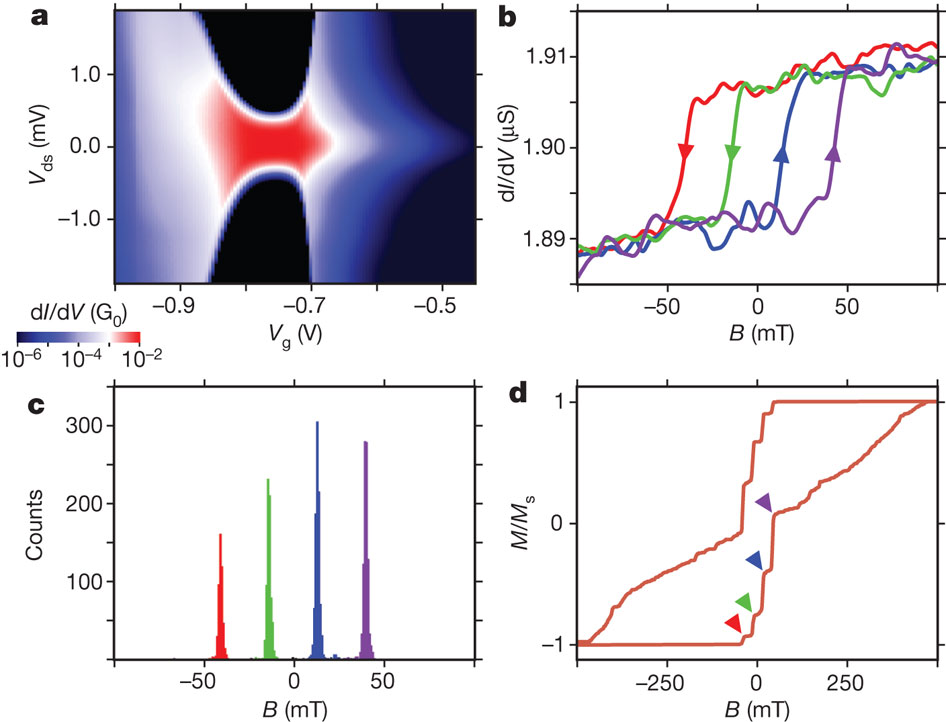 a
V_ds (mV)
1.0
0.0
−1.0
−0.9
−0.7
−0.5
V_g (V)
dI/dV (G_0)
10^−6
10^−4
10^−2
b
dI/dV (μS)
1.91
1.90
1.89
−50
0
50
B (mT)
c
Counts
300
200
100
−50
0
50
B (mT)
d
M/M_s
1
0
−1
−250
0
250
B (mT)